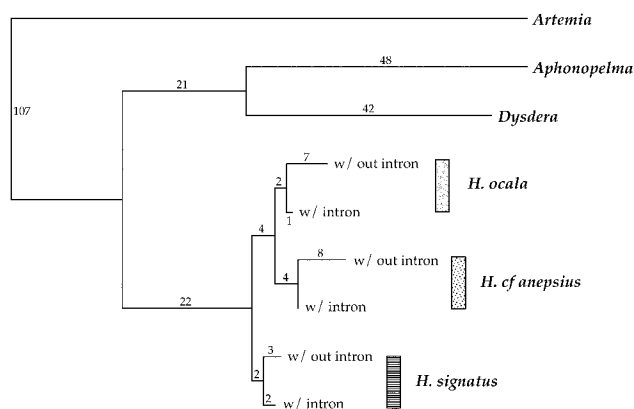 Artemia
48
Aphonopelma
21
107
42
Dysdera
7
w/ out intron
2
H. ocala
w/ intron
1
4
8
w/ out intron
4
H. cf anepsius
w/ intron
22
3
w/ out intron
2
H. signatus
2
w/ intron